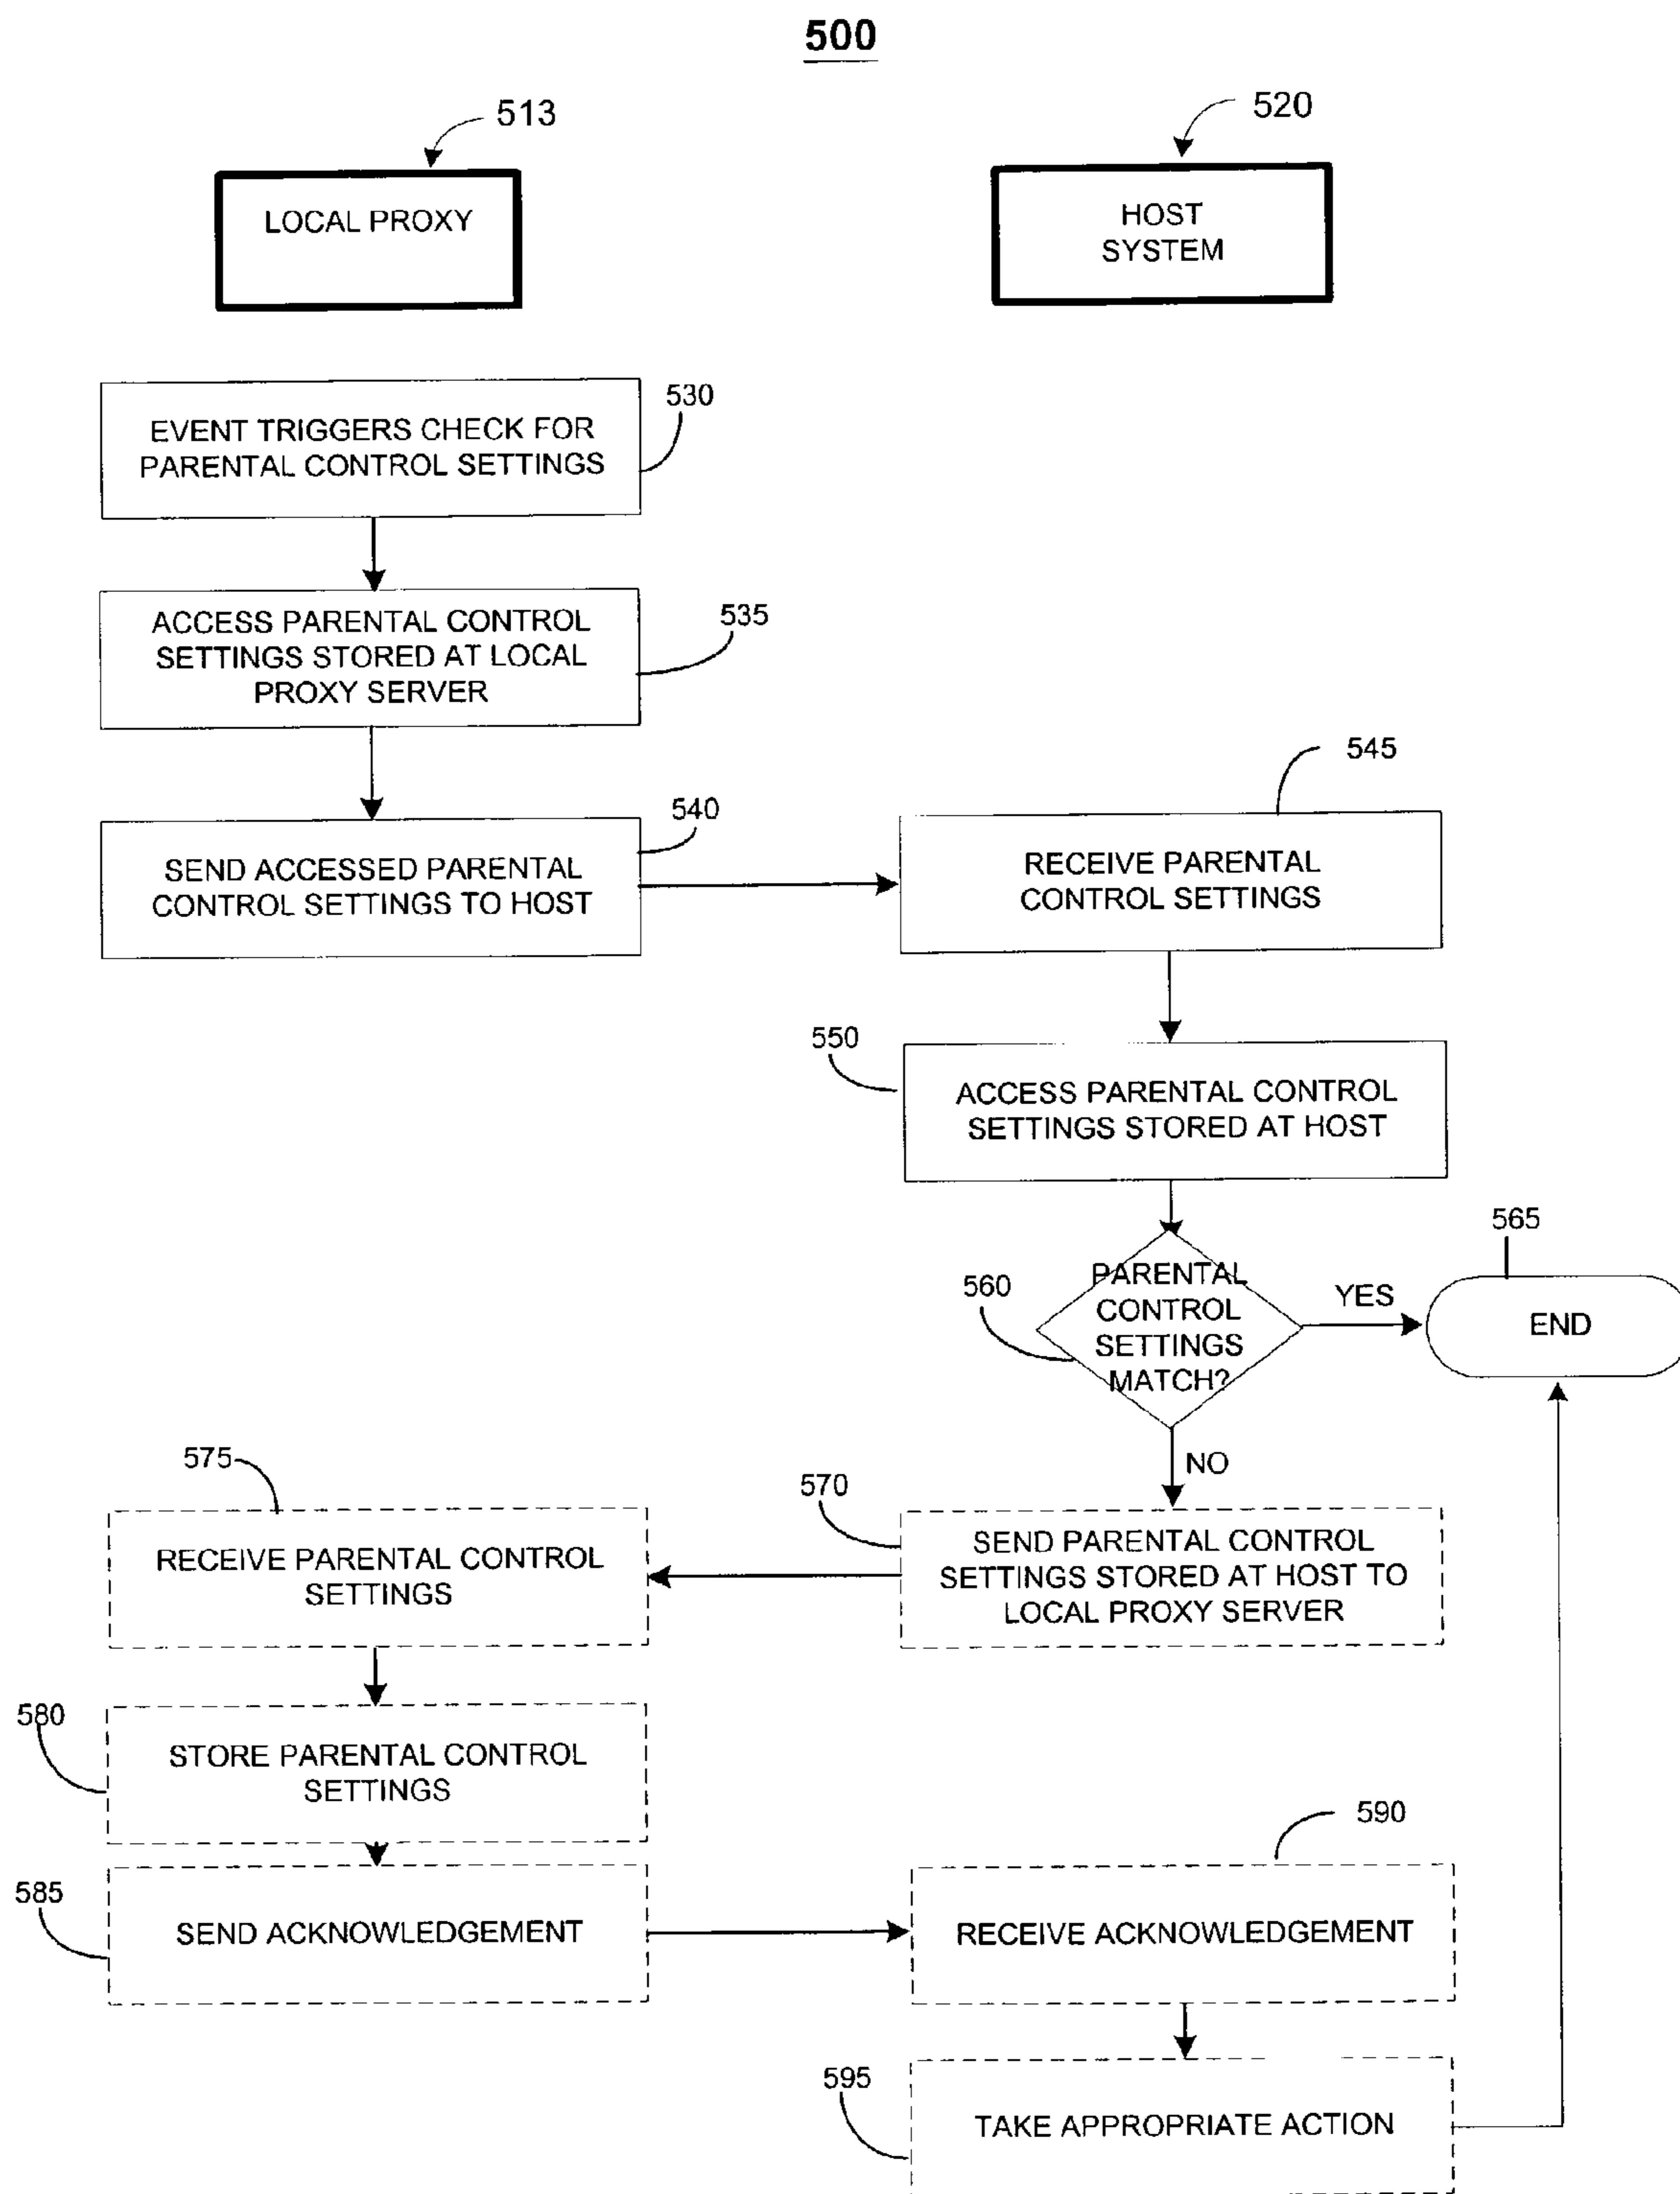 500
513
520
LOCAL PROXY
HOST
SYSTEM
530
EVENT TRIGGERS CHECK FOR
PARENTAL CONTROL SETTINGS
535
ACCESS PARENTAL CONTROL
SETTINGS STORED AT LOCAL
PROXY SERVER
545
540
SEND ACCESSED PARENTAL
CONTROL SETTINGS TO HOST
RECEIVE PARENTAL
CONTROL SETTINGS
550
ACCESS PARENTAL CONTROL
SETTINGS STORED AT HOST
565
560
PARENTAL
CONTROL
SETTINGS
MATCH?
YES
END
NO
575
570
RECEIVE PARENTAL CONTROL
SETTINGS
SEND PARENTAL CONTROL
SETTINGS STORED AT HOST TO
LOCAL PROXY SERVER
580
STORE PARENTAL CONTROL
SETTINGS
590
585
SEND ACKNOWLEDGEMENT
RECEIVE ACKNOWLEDGEMENT
595
TAKE APPROPRIATE ACTION